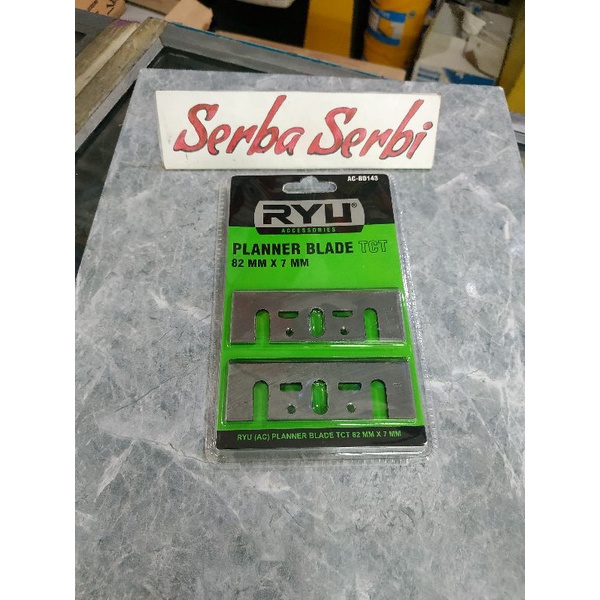 Serba Serbi
AC-BD143
RYU®
ACCESSORIES
PLANNER BLADE TCT
82 MM X 7 MM
RYU (AC) PLANNER BLADE TCT 82 MM X 7 MM